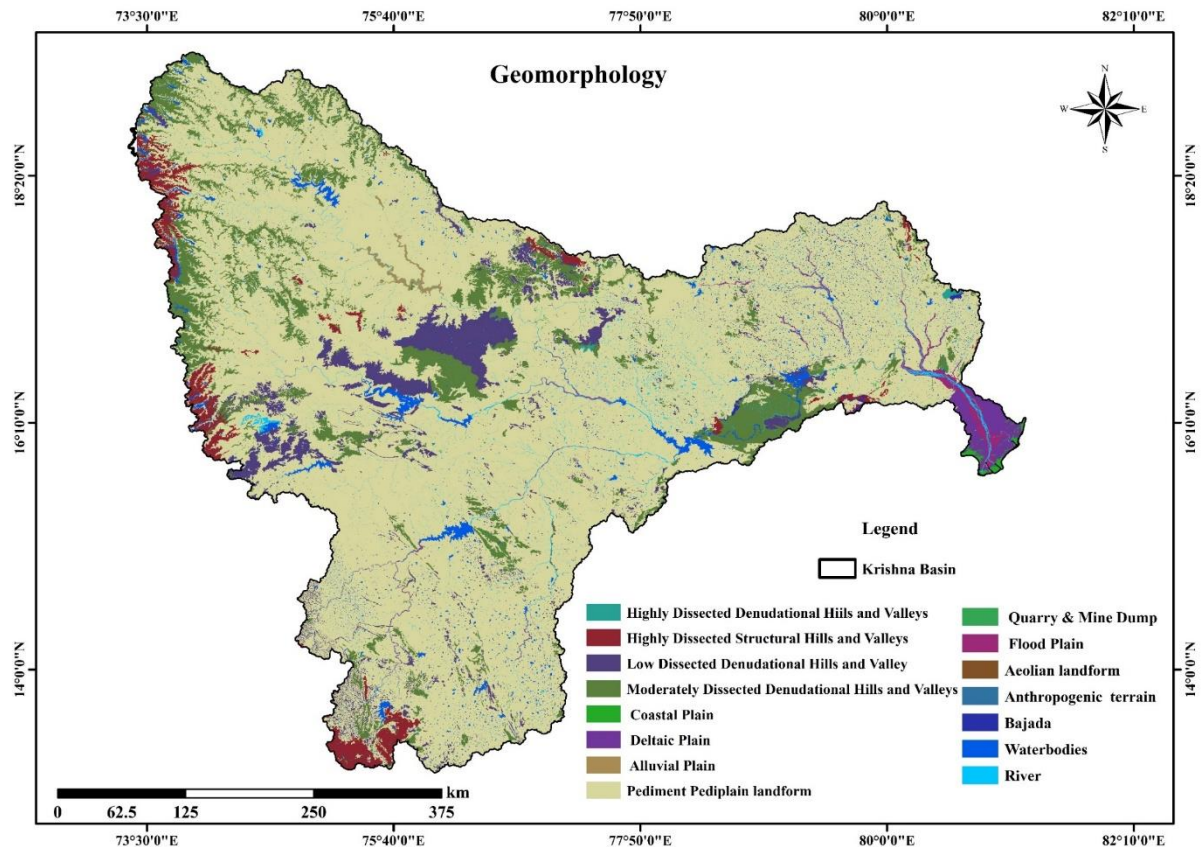 73°30'0"E 75°40'0"E 77°50'0"E 80°0'0"E 82°10'0"E
Geomorphology
N
W E
S
18°20'0"N 18°20'0"N
16°10'0"N 16°10'0"N
14°0'0"N 14°0'0"N
Legend
Krishna Basin
Highly Dissected Denudational Hiils and Valleys
Highly Dissected Structural Hills and Valleys
Low Dissected Denudational Hills and Valley
Moderately Dissected Denudational Hills and Valleys
Coastal Plain
Deltaic Plain
Alluvial Plain
Pediment Pediplain landform
Quarry & Mine Dump
Flood Plain
Aeolian landform
Anthropogenic terrain
Bajada
Waterbodies
River
km
0 62.5 125 250 375
73°30'0"E 75°40'0"E 77°50'0"E 80°0'0"E 82°10'0"E